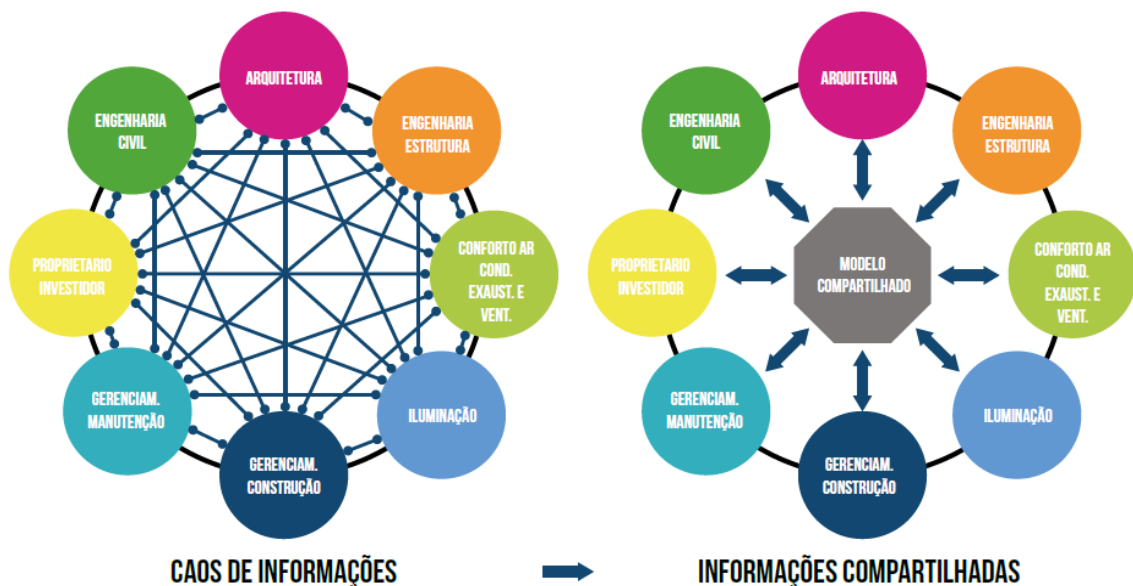 ARQUITETURA
ENGENHARIA
CIVIL
ENGENHARIA
ESTRUTURA
PROPRIETARIO
INVESTIDOR
CONFORTO AR
COND.
EXAUST. E
VENT.
GERENCIAM.
MANUTENÇÃO
ILUMINAÇÃO
GERENCIAM.
CONSTRUÇÃO
CAOS DE INFORMAÇÕES
ARQUITETURA
ENGENHARIA
CIVIL
ENGENHARIA
ESTRUTURA
PROPRIETARIO
INVESTIDOR
MODELO
COMPARTILHADO
CONFORTO AR
COND.
EXAUST. E
VENT.
GERENCIAM.
MANUTENÇÃO
ILUMINAÇÃO
GERENCIAM.
CONSTRUÇÃO
INFORMAÇÕES COMPARTILHADAS